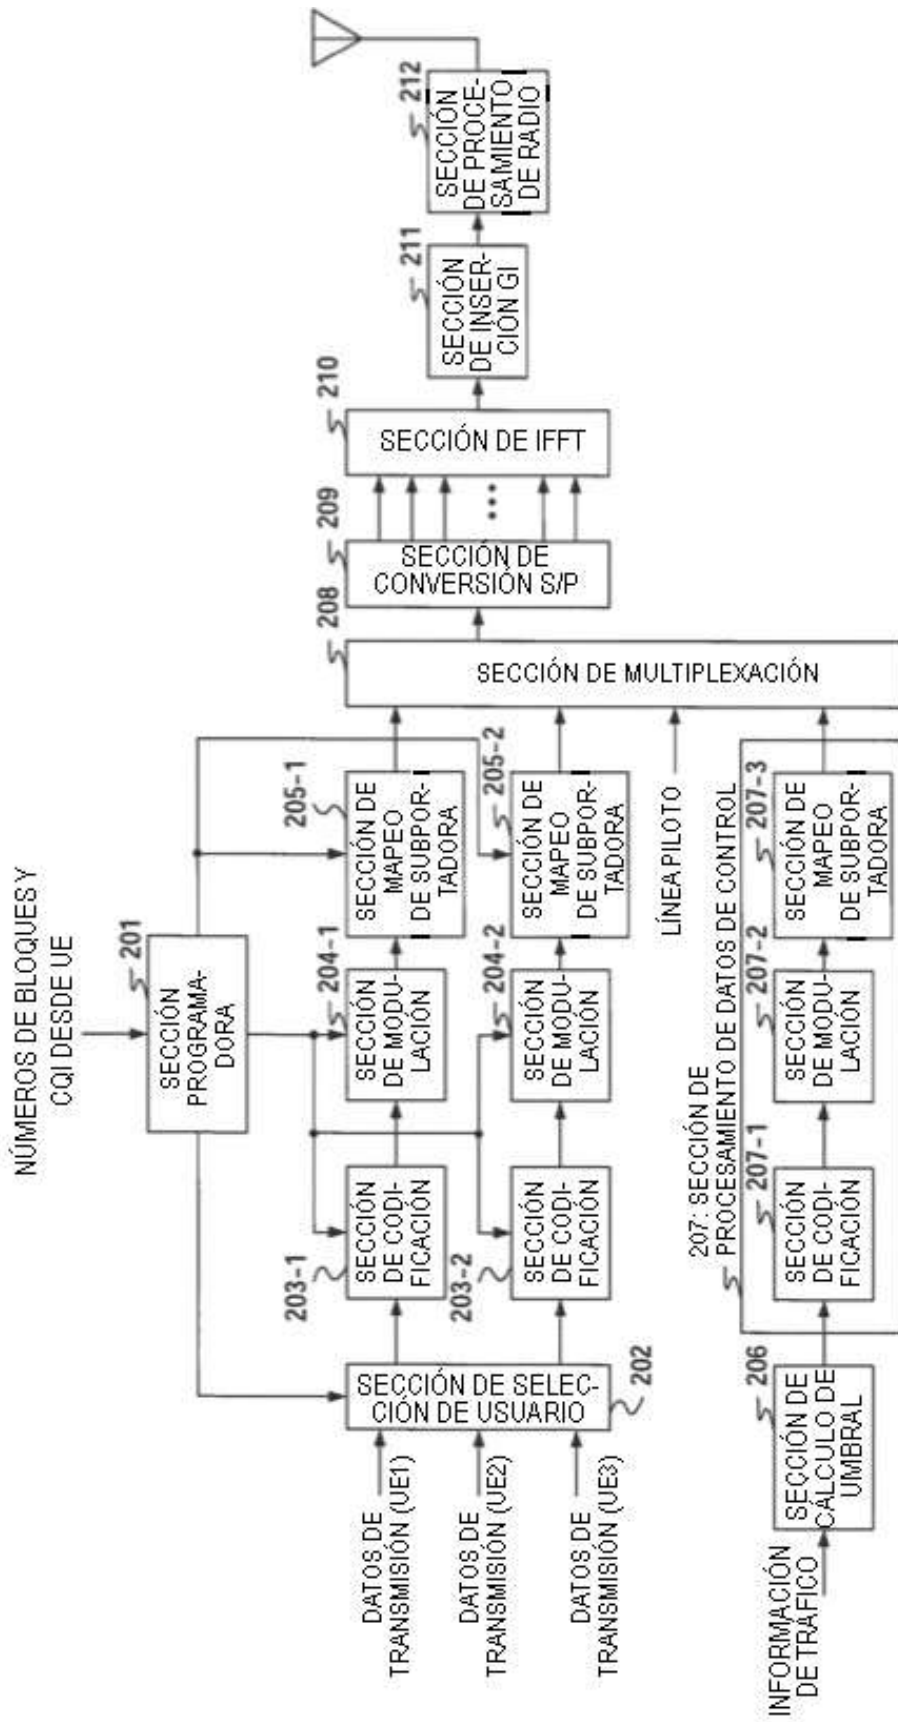 NÚMEROS DE BLOQUES Y
CQI DESDE UE
201
SECCIÓN
PROGRAMA-
DORA
DATOS DE
TRANSMISIÓN (UE1)
DATOS DE
TRANSMISIÓN (UE2)
DATOS DE
TRANSMISIÓN (UE3)
SECCIÓN DE SELEC-
CIÓN DE USUARIO
202
203-1
SECCIÓN
DE CODI-
FICACIÓN
204-1
SECCIÓN
DE MODU-
LACIÓN
205-1
SECCIÓN DE
MAPEO
DE SUBPOR-
TADORA
203-2
SECCIÓN
DE CODI-
FICACIÓN
204-2
SECCIÓN
DE MODU-
LACIÓN
205-2
SECCIÓN DE
MAPEO
DE SUBPOR-
TADORA
LÍNEA PILOTO
INFORMACIÓN
DE TRÁFICO
206
SECCIÓN DE
CÁLCULO DE
UMBRAL
207: SECCIÓN DE
PROCESAMIENTO DE DATOS DE CONTROL
207-1
SECCIÓN
DE CODI-
FICACIÓN
207-2
SECCIÓN
DE MODU-
LACIÓN
207-3
SECCIÓN DE
MAPEO
DE SUBPOR-
TADORA
208
SECCIÓN DE MULTIPLEXACIÓN
209
SECCIÓN DE
CONVERSIÓN S/P
210
SECCIÓN DE IFFT
211
SECCIÓN
DE INSER-
CIÓN GI
212
SECCIÓN
DE PROCE-
SAMIENTO
DE RADIO